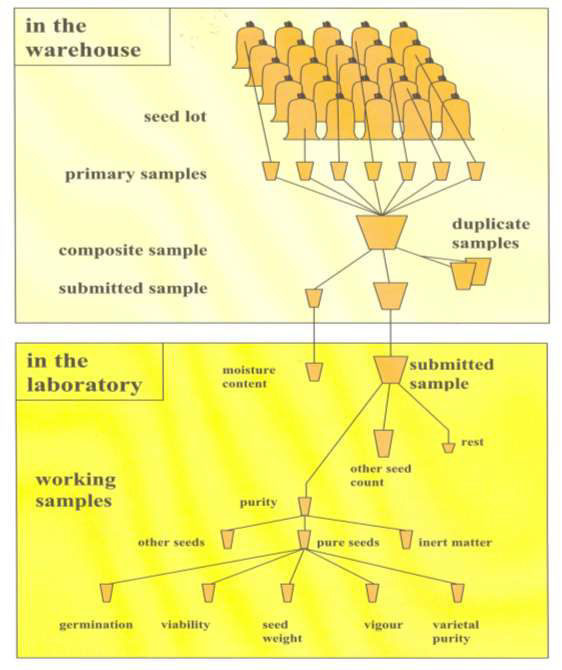 in the
warehouse
seed lot
primary samples
duplicate
samples
composite sample
submitted sample
in the
laboratory
moisture
content
submitted
sample
rest
other seed
count
working
samples
purity
other seeds
pure seeds
inert matter
germination
viability
seed
weight
vigour
varietal
purity